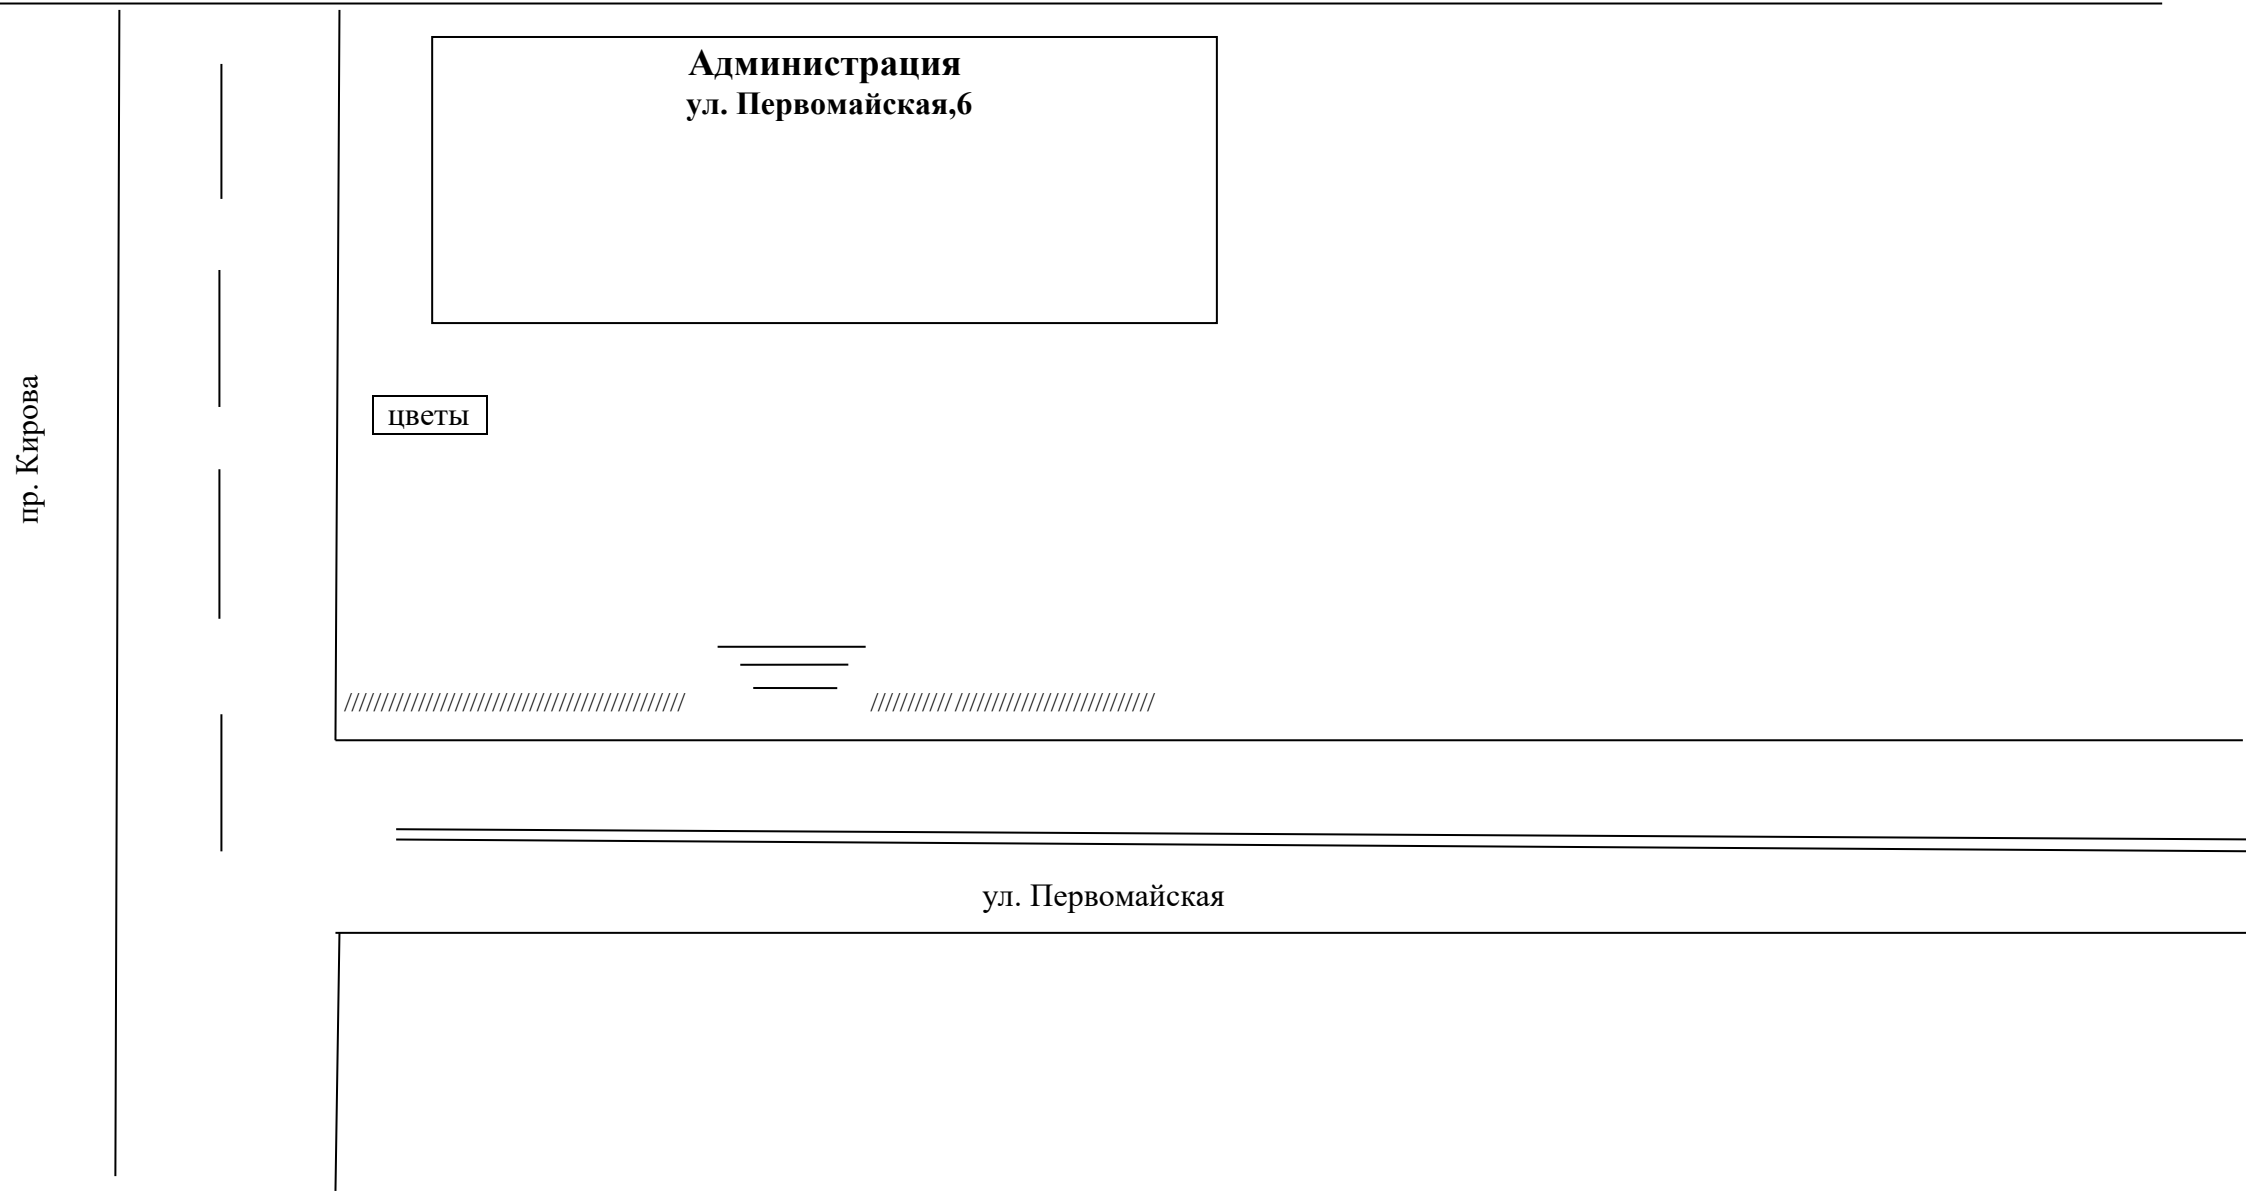 Администрация
ул. Первомайская,6
пр. Кирова
цветы
ул. Первомайская